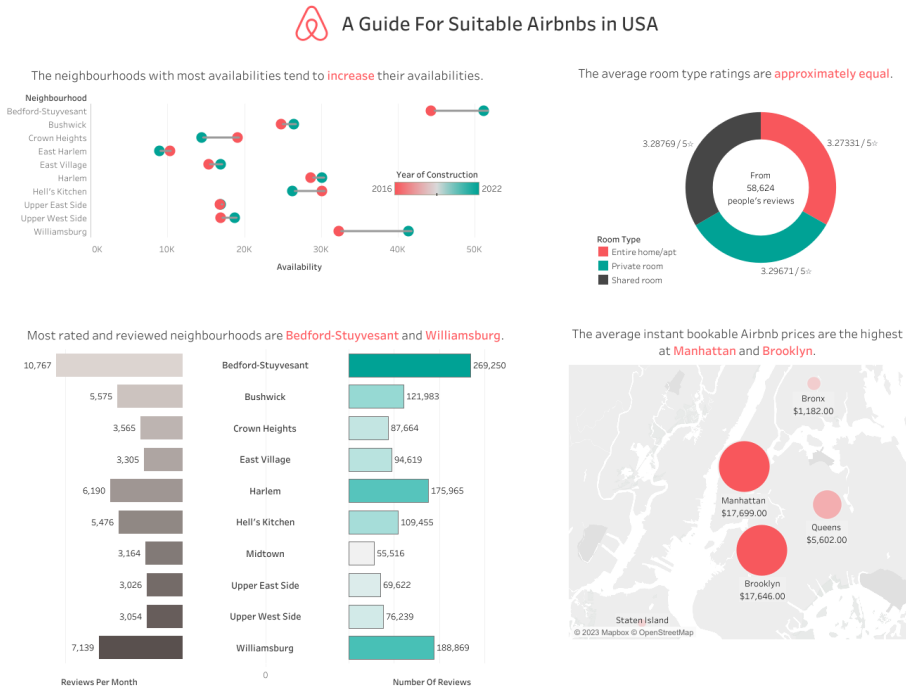 A Guide For Suitable Airbnbs in USA
The neighbourhoods with most availabilities tend to increase their availabilities.
Neighbourhood
Bedford-Stuyvesant
Bushwick
Crown Heights
East Harlem
East Village
Harlem
Hell's Kitchen
Upper East Side
Upper West Side
Williamsburg
Year of Construction
2016
2022
0K
10K
20K
30K
40K
50K
Availability
The average room type ratings are approximately equal.
3.28769 / 5☆
3.27331 / 5☆
From
58,624
people's reviews
3.29671 / 5☆
Room Type
Entire home/apt
Private room
Shared room
Most rated and reviewed neighbourhoods are Bedford-Stuyvesant and Williamsburg.
10,767 Bedford-Stuyvesant 269,250
5,575 Bushwick 121,983
3,565 Crown Heights 87,664
3,305 East Village 94,619
6,190 Harlem 175,965
5,476 Hell's Kitchen 109,455
3,164 Midtown 55,516
3,026 Upper East Side 69,622
3,054 Upper West Side 76,239
7,139 Williamsburg 188,869
0
Reviews Per Month
Number Of Reviews
The average instant bookable Airbnb prices are the highest
at Manhattan and Brooklyn.
Bronx
$1,182.00
Manhattan
$17,699.00
Queens
$5,602.00
Brooklyn
$17,646.00
Staten Island
© 2023 Mapbox © OpenStreetMap